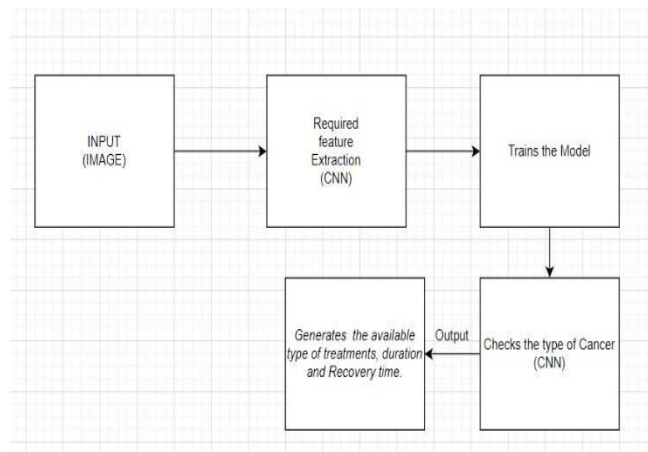 INPUT
(IMAGE)
Required
feature
Extraction
(CNN)
Trains the Model
Checks the type of Cancer
(CNN)
Output
Generates the available
type of treatments, duration
and Recovery time.